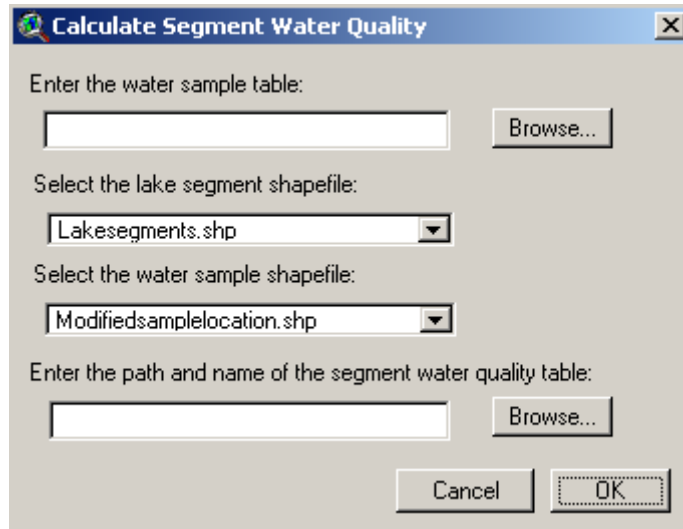 Calculate Segment Water Quality
Enter the water sample table:
Browse...
Select the lake segment shapefile:
Lakesegments.shp
Select the water sample shapefile:
Modifiedsamplelocation.shp
Enter the path and name of the segment water quality table:
Browse...
Cancel OK